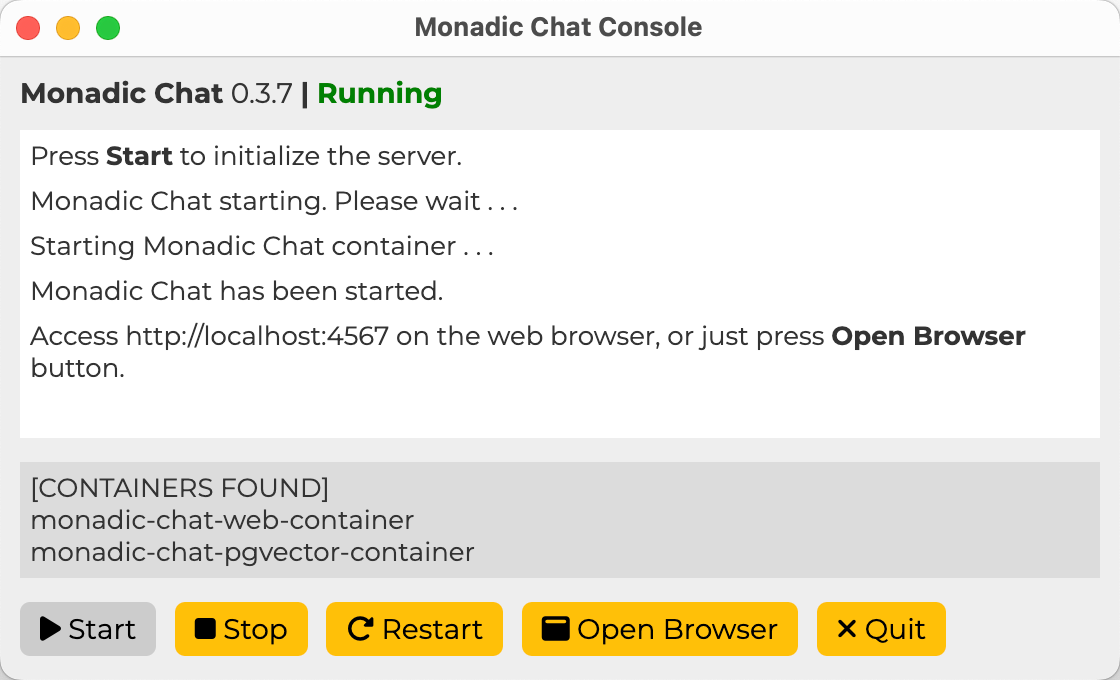 Monadic Chat Console
Monadic Chat 0.3.7 | Running
Press Start to initialize the server.
Monadic Chat starting. Please wait . . .
Starting Monadic Chat container . . .
Monadic Chat has been started.
Access http://localhost:4567 on the web browser, or just press Open Browser
button.
[CONTAINERS FOUND]
monadic-chat-web-container
monadic-chat-pgvector-container
Start Stop Restart Open Browser Quit